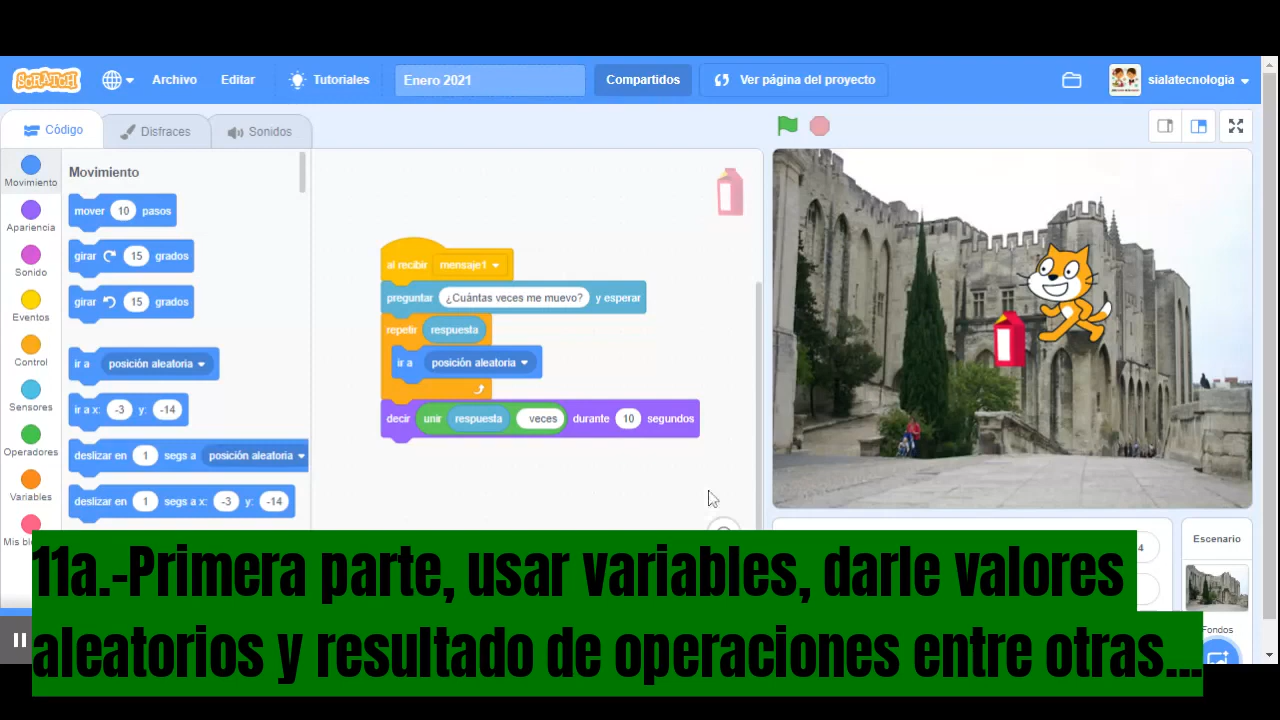 SCRATCH
Archivo
Editar
Tutoriales
Enero 2021
Compartidos
Ver página del proyecto
sialatecnologia
Código
Disfraces
Sonidos
Movimiento
Apariencia
Sonido
Eventos
Control
Sensores
Operadores
Variables
Mis bl
Movimiento
mover 10 pasos
girar 15 grados
girar 15 grados
ir a posición aleatoria
ir a x: -3 y: -14
deslizar en 1 segs a posición aleatoria
deslizar en 1 segs a x: -3 y: -14
al recibir mensaje1
preguntar ¿Cuántas veces me muevo? y esperar
repetir respuesta
ir a posición aleatoria
decir unir respuesta veces durante 10 segundos
4
Escenario
Fondos
11a.-Primera parte, usar variables, darle valores
aleatorios y resultado de operaciones entre otras...